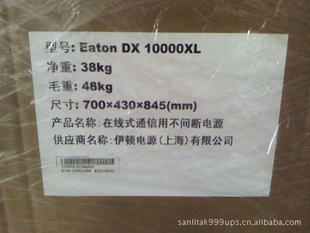 型号: Eaton DX 10000XL
净重: 38kg
毛重: 48kg
尺寸: 700×430×845(mm)
产品名称: 在线式通信用不间断电源
供应商名称: 伊顿电源(上海)有限公司
sanlitak999ups.cn.alibaba.com